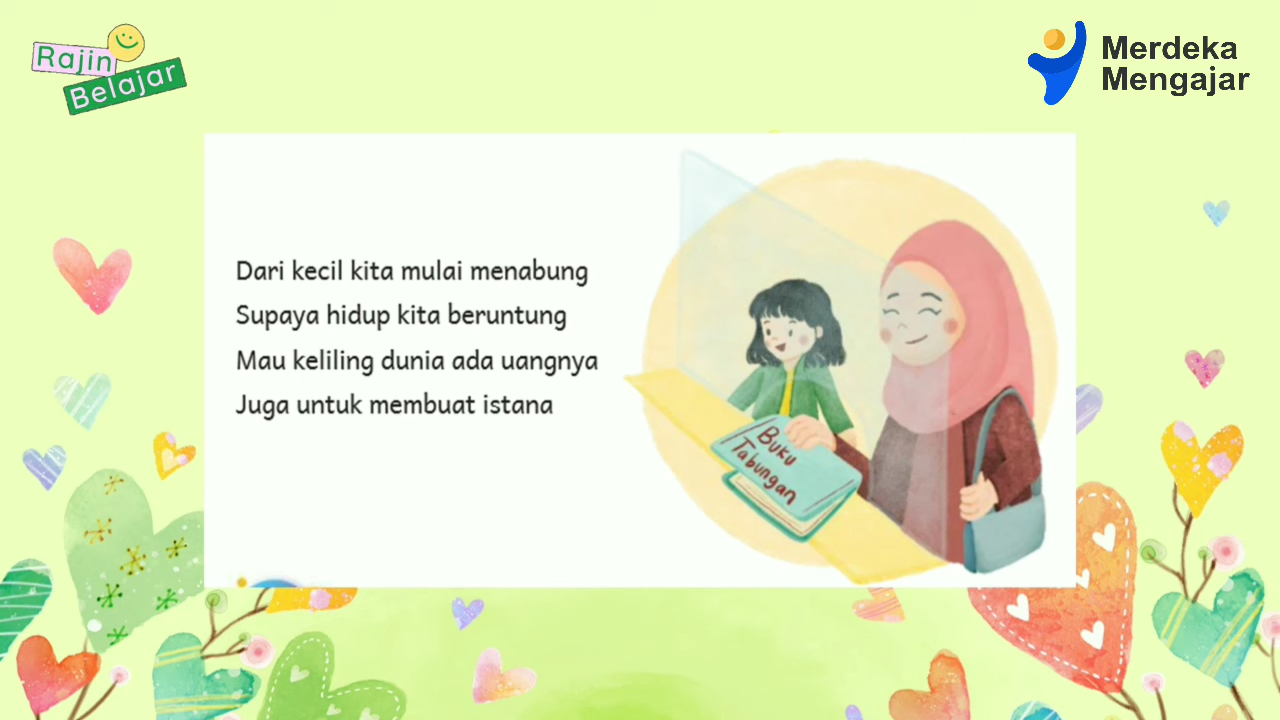 Rajin
Belajar
Merdeka
Mengajar
Dari kecil kita mulai menabung
Supaya hidup kita beruntung
Mau keliling dunia ada uangnya
Juga untuk membuat istana
Buku
Tabungan